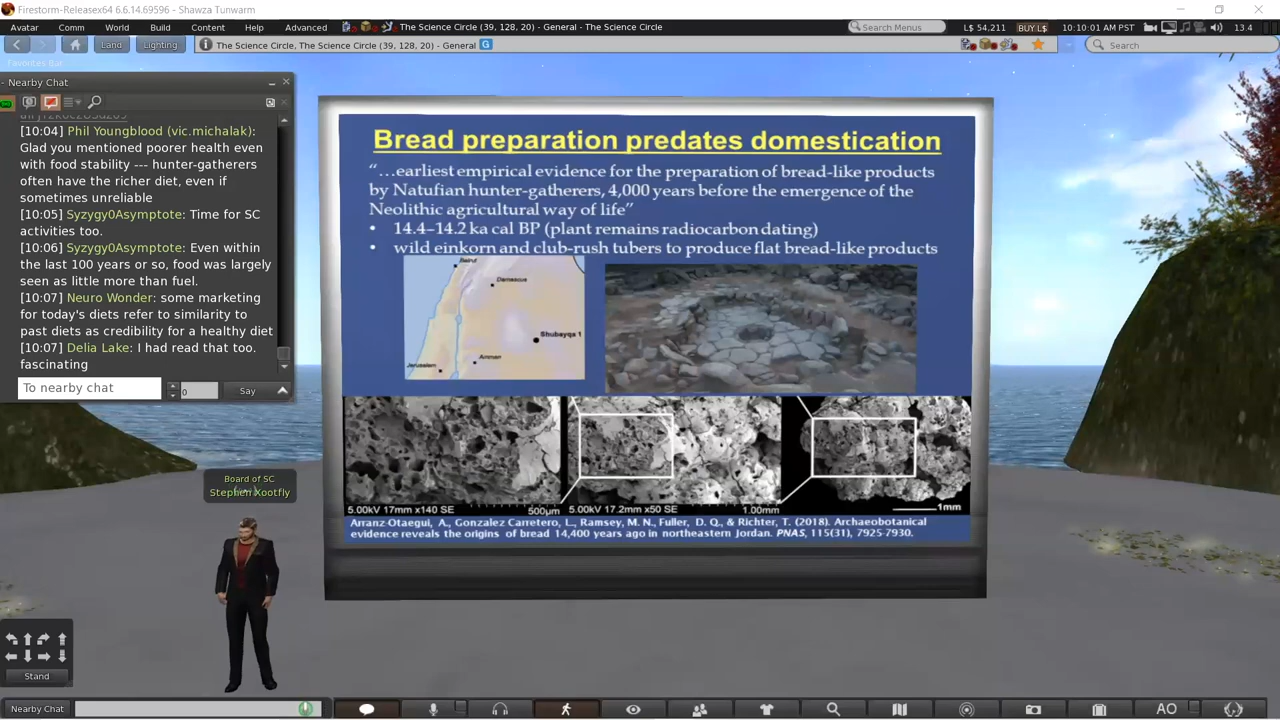 Firestorm-Releasex64 6.6.14.69596 - Shawza Tunwarm
Avatar Comm World Build Content Help Advanced
The Science Circle (39, 128, 20) - General - The Science Circle
Search Menus
L$ 54,211 BUY L$ 10:10:01 AM PST 13.4
Land Lighting
The Science Circle, The Science Circle (39, 128, 20) - General G
Search
Favorites Bar
- Nearby Chat
[10:04] Phil Youngblood (vic.michalak):
Glad you mentioned poorer health even
with food stability --- hunter-gatherers
often have the richer diet, even if
sometimes unreliable
[10:05] Syzygy0Asymptote: Time for SC
activities too.
[10:06] Syzygy0Asymptote: Even within
the last 100 years or so, food was largely
seen as little more than fuel.
[10:07] Neuro Wonder: some marketing
for today's diets refer to similarity to
past diets as credibility for a healthy diet
[10:07] Delia Lake: I had read that too.
fascinating
To nearby chat 0 Say
Bread preparation predates domestication
“…earliest empirical evidence for the preparation of bread-like products
by Natufian hunter-gatherers, 4,000 years before the emergence of the
Neolithic agricultural way of life”
• 14.4–14.2 ka cal BP (plant remains radiocarbon dating)
• wild einkorn and club-rush tubers to produce flat bread-like products
Beirut
Damascus
Shubayqa 1
Amman
Jerusalem
5.00kV 17mm x140 SE 500µm
5.00kV 17.2mm x50 SE 1.00mm
1mm
Arranz-Otaegui, A., Gonzalez Carretero, L., Ramsey, M. N., Fuller, D. Q., & Richter, T. (2018). Archaeobotanical
evidence reveals the origins of bread 14,400 years ago in northeastern Jordan. PNAS, 115(31), 7925-7930.
Board of SC
Stephen Xootfly
Stand
Nearby Chat
AO